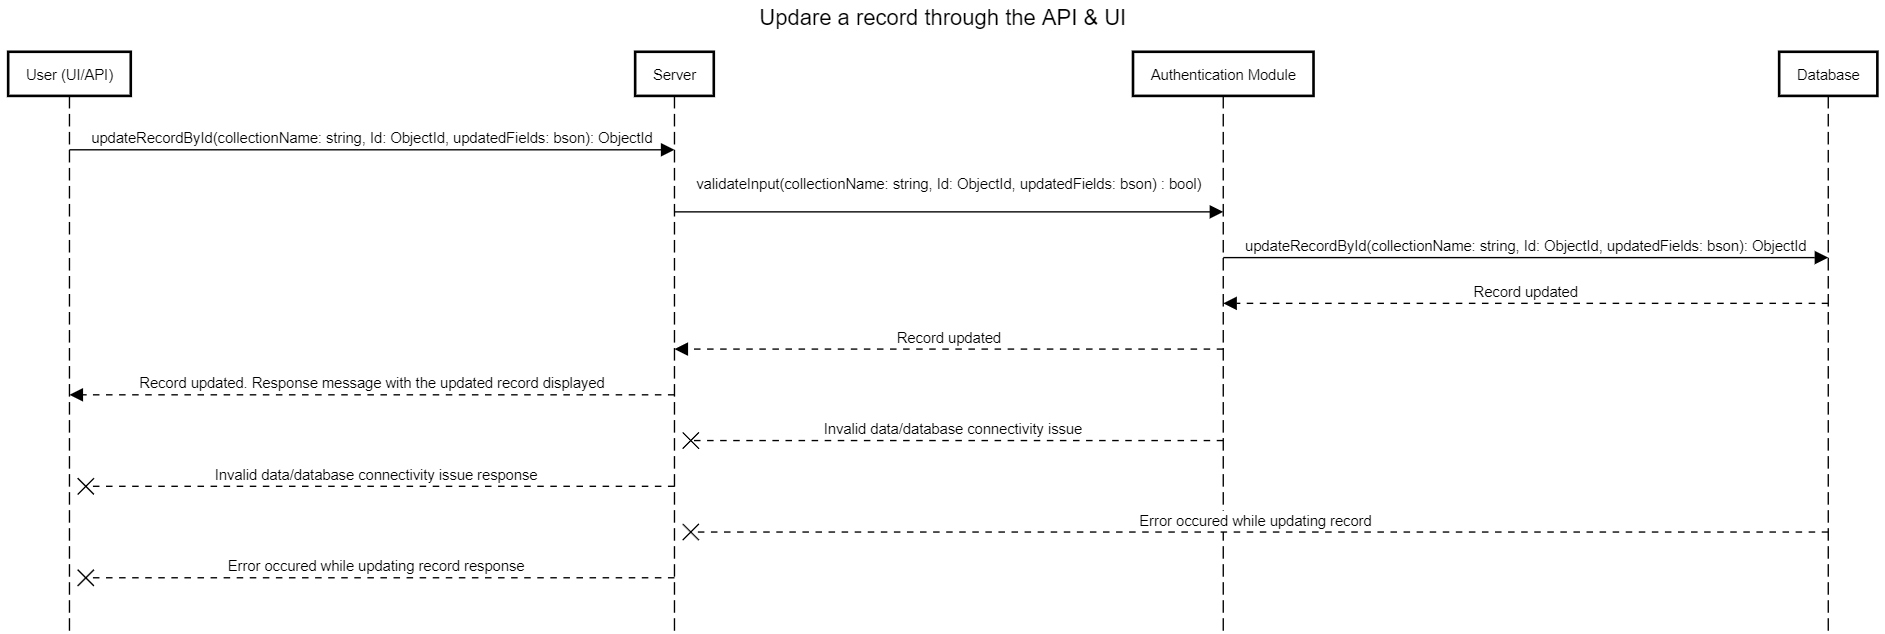 Updare a record through the API & UI
User (UI/API)
Server
Authentication Module
Database
updateRecordById(collectionName: string, Id: ObjectId, updatedFields: bson): ObjectId
validateInput(collectionName: string, Id: ObjectId, updatedFields: bson) : bool)
updateRecordById(collectionName: string, Id: ObjectId, updatedFields: bson): ObjectId
Record updated
Record updated
Record updated. Response message with the updated record displayed
Invalid data/database connectivity issue
Invalid data/database connectivity issue response
Error occured while updating record
Error occured while updating record response